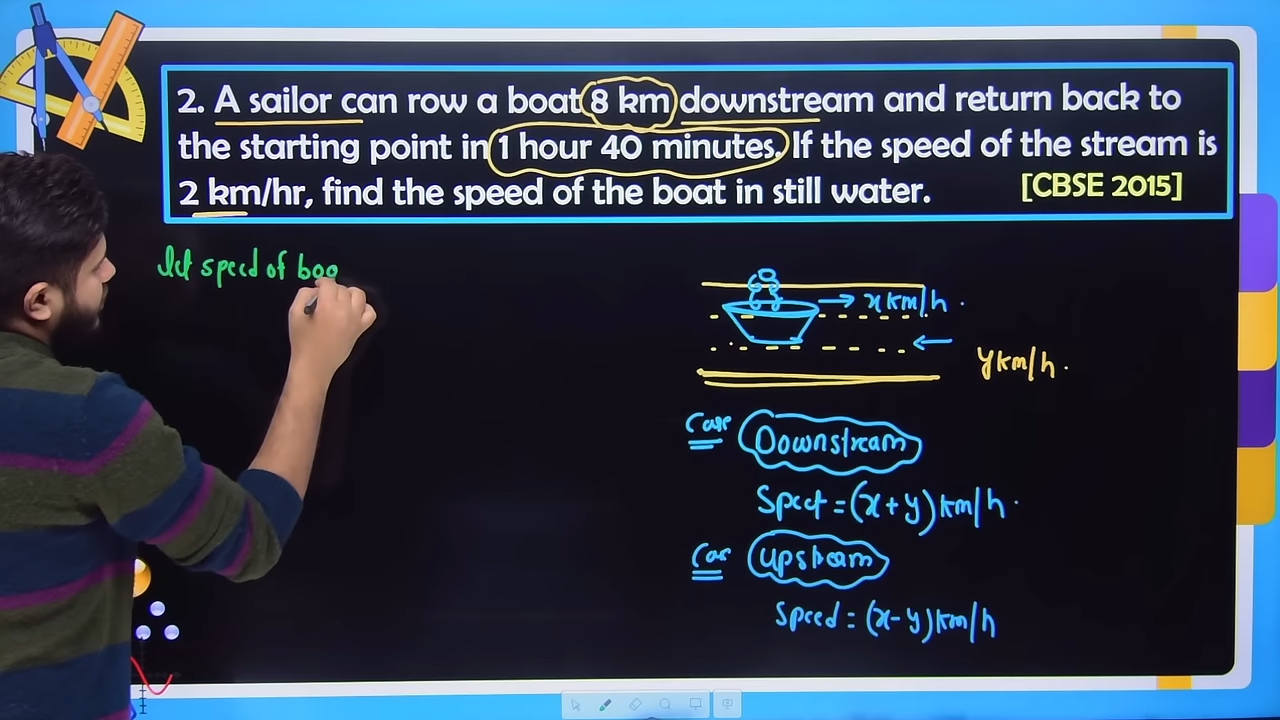 2. A sailor can row a boat 8 km downstream and return back to
the starting point in 1 hour 40 minutes. If the speed of the stream is
2 km/hr, find the speed of the boat in still water. [CBSE 2015]
let speed of boa
x km/h.
y km/h.
Case Downstream
Speed = (x+y) km/h.
Case Upstream
Speed = (x-y) km/h